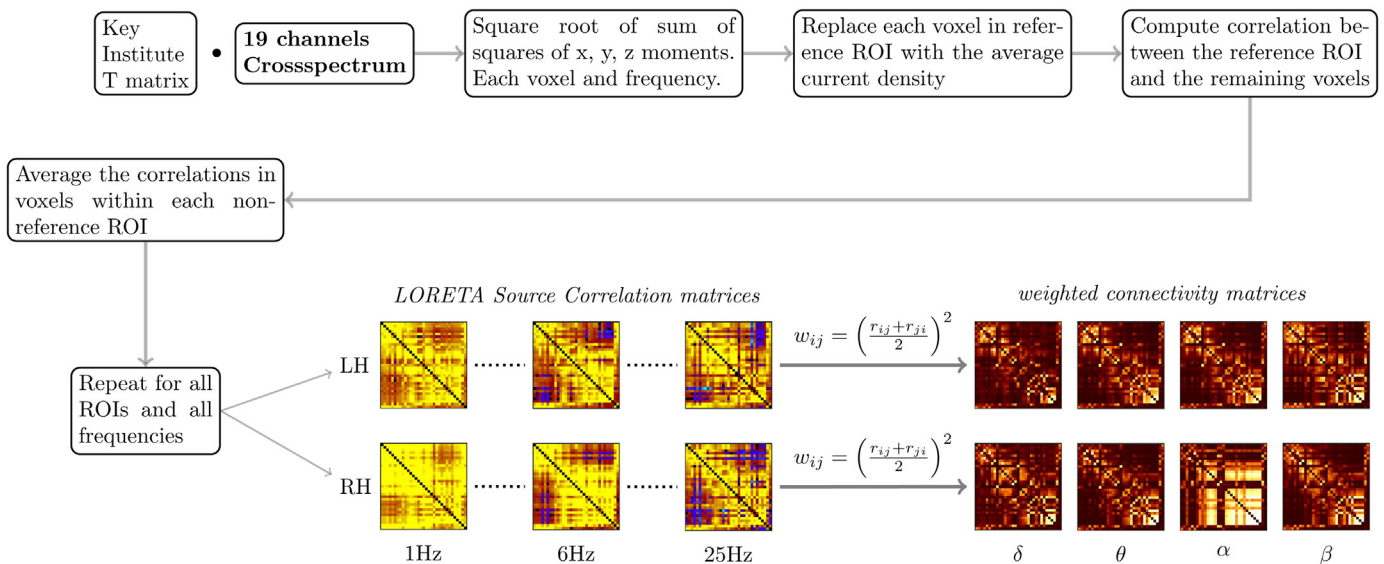 Key
Institute
T matrix
•
19 channels
Crossspectrum
Square root of sum of
squares of x, y, z moments.
Each voxel and frequency.
Replace each voxel in refer-
ence ROI with the average
current density
Compute correlation be-
tween the reference ROI
and the remaining voxels
Average the correlations in
voxels within each non-
reference ROI
Repeat for all
ROIs and all
frequencies
LORETA Source Correlation matrices
weighted connectivity matrices
LH
w_{ij} = \left(\frac{r_{ij}+r_{ji}}{2}\right)^2
RH
w_{ij} = \left(\frac{r_{ij}+r_{ji}}{2}\right)^2
1Hz 6Hz 25Hz δ θ α β